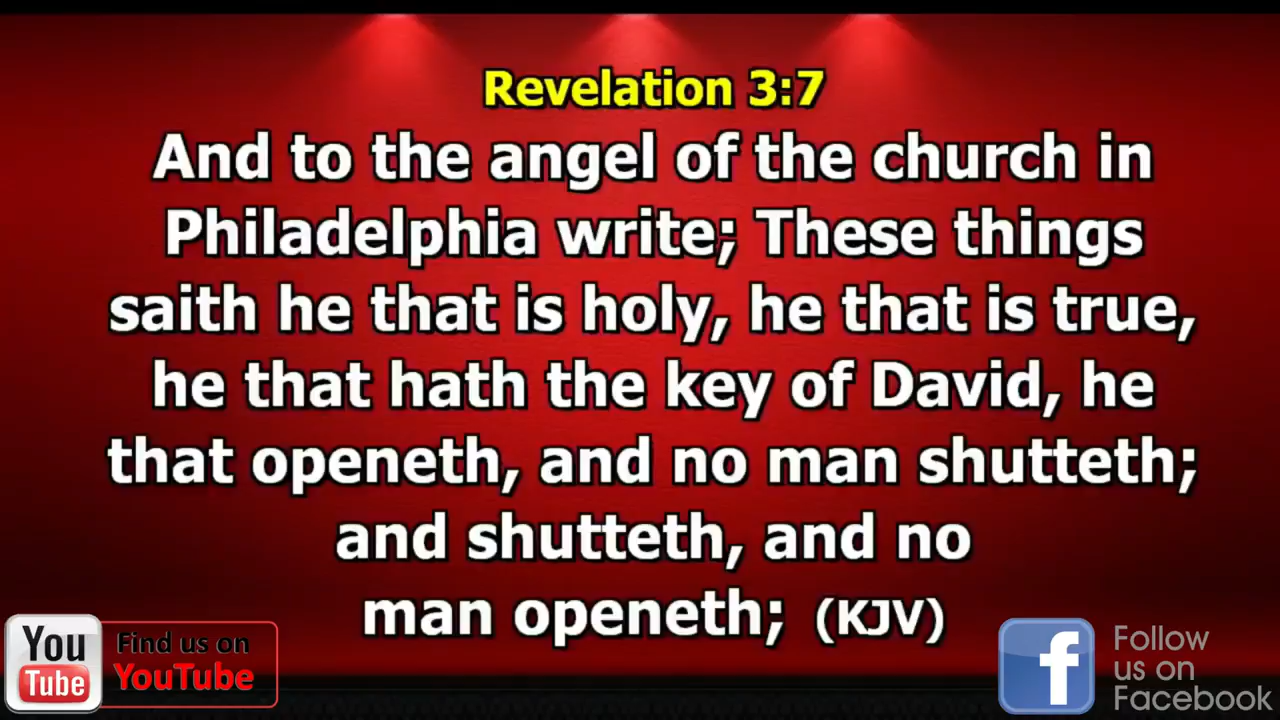 Revelation 3:7
And to the angel of the church in
Philadelphia write; These things
saith he that is holy, he that is true,
he that hath the key of David, he
that openeth, and no man shutteth;
and shutteth, and no
man openeth; (KJV)
You
Tube
Find us on
YouTube
f
Follow
us on
Facebook